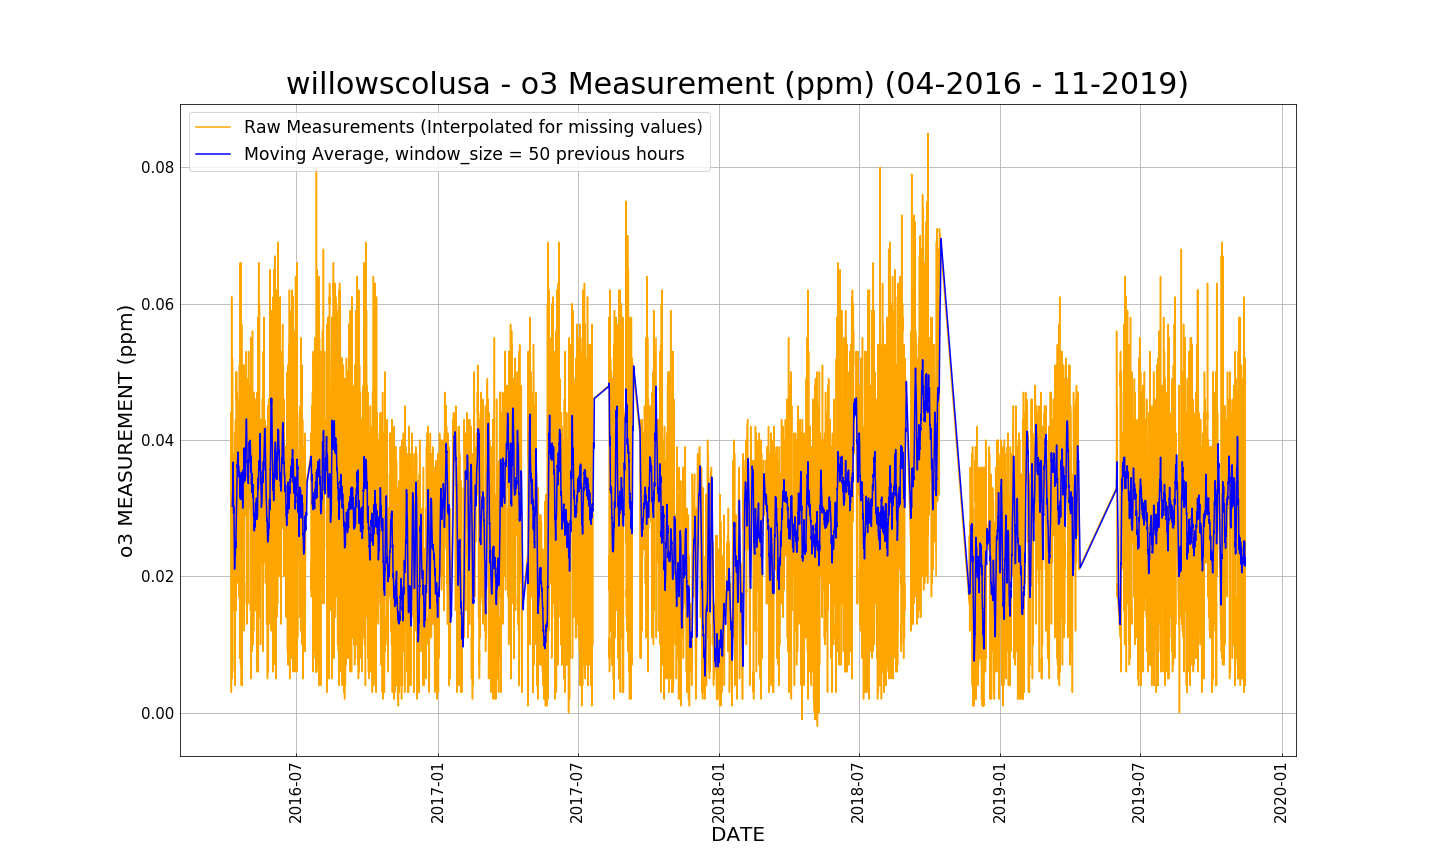 willowscolusa - o3 Measurement (ppm) (04-2016 - 11-2019)
Raw Measurements (Interpolated for missing values)
Moving Average, window_size = 50 previous hours
o3 MEASUREMENT (ppm)
0.08
0.06
0.04
0.02
0.00
2016-07
2017-01
2017-07
2018-01
2018-07
2019-01
2019-07
2020-01
DATE